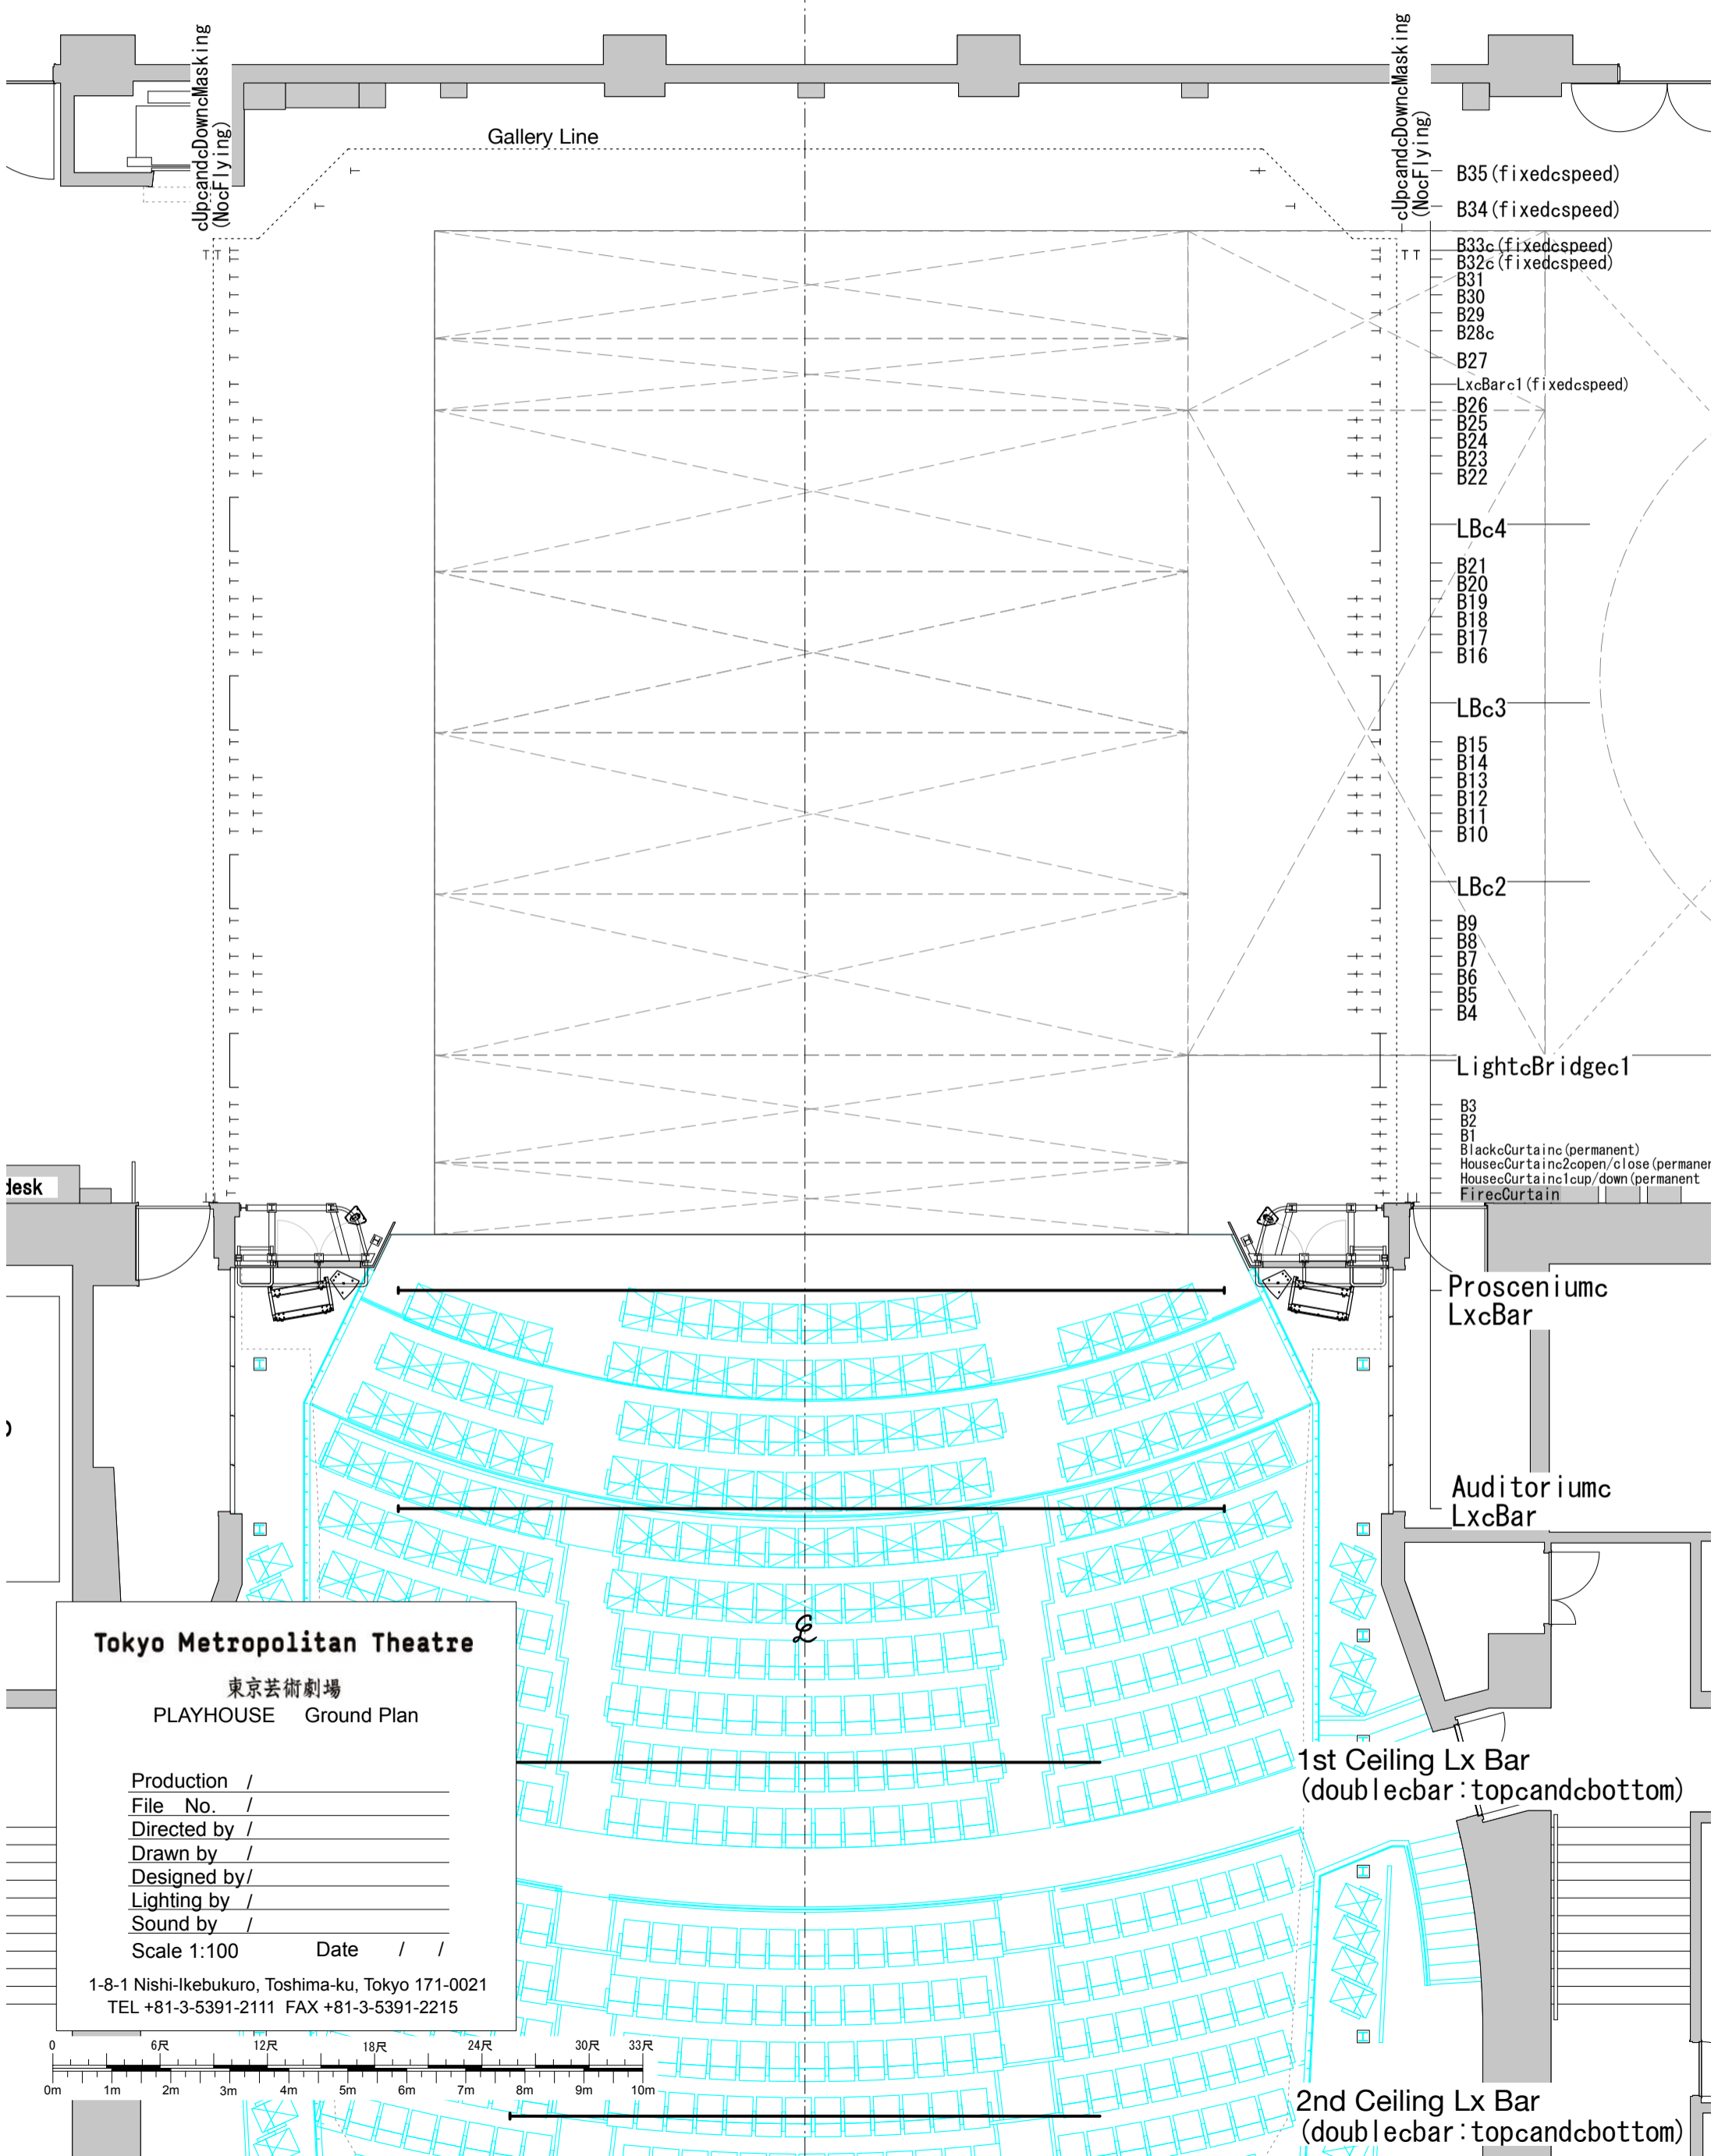 cUpcandcDowncMasking
(NocFlying)
cUpcandcDowncMasking
(NocFlying)
Gallery Line
B35(fixedcspeed)
B34(fixedcspeed)
B33c(fixedcspeed)
B32c(fixedcspeed)
B31
B30
B29
B28c
B27
LxcBarc1(fixedcspeed)
B26
B25
B24
B23
B22
LBc4
B21
B20
B19
B18
B17
B16
LBc3
B15
B14
B13
B12
B11
B10
LBc2
B9
B8
B7
B6
B5
B4
LightcBridgec1
B3
B2
B1
BlackcCurtainc(permanent)
HousecCurtainc2copen/close(permanen
HousecCurtainc1cup/down(permanent
FirecCurtain
desk
Prosceniumc
LxcBar
Auditoriumc
LxcBar
1st Ceiling Lx Bar
(doublecbar:topcandcbottom)
2nd Ceiling Lx Bar
(doublecbar:topcandcbottom)
Tokyo Metropolitan Theatre
東京芸術劇場
PLAYHOUSE Ground Plan
Production /
File No. /
Directed by /
Drawn by /
Designed by/
Lighting by /
Sound by /
Scale 1:100 Date / /
1-8-1 Nishi-Ikebukuro, Toshima-ku, Tokyo 171-0021
TEL +81-3-5391-2111 FAX +81-3-5391-2215
0 6尺 12尺 18尺 24尺 30尺 33尺
0m 1m 2m 3m 4m 5m 6m 7m 8m 9m 10m